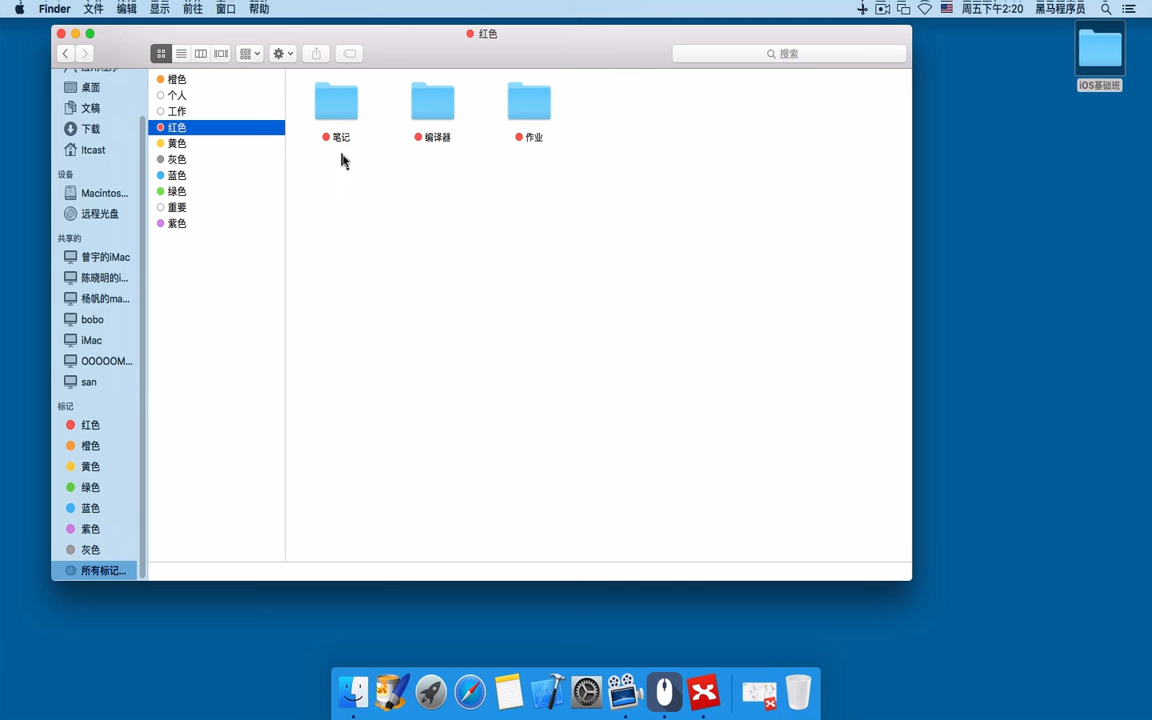 Finder 文件 编辑 显示 前往 窗口 帮助
周五下午2:20 黑马程序员
红色
搜索
iOS基础班
应用程序
桌面
文稿
下载
Itcast
设备
Macintos...
远程光盘
共享的
曾宇的iMac
陈晓明的i...
杨帆的ma...
bobo
iMac
OOOOOM...
san
标记
红色
橙色
黄色
绿色
蓝色
紫色
灰色
所有标记...
橙色
个人
工作
红色
黄色
灰色
蓝色
绿色
重要
紫色
笔记
编译器
作业